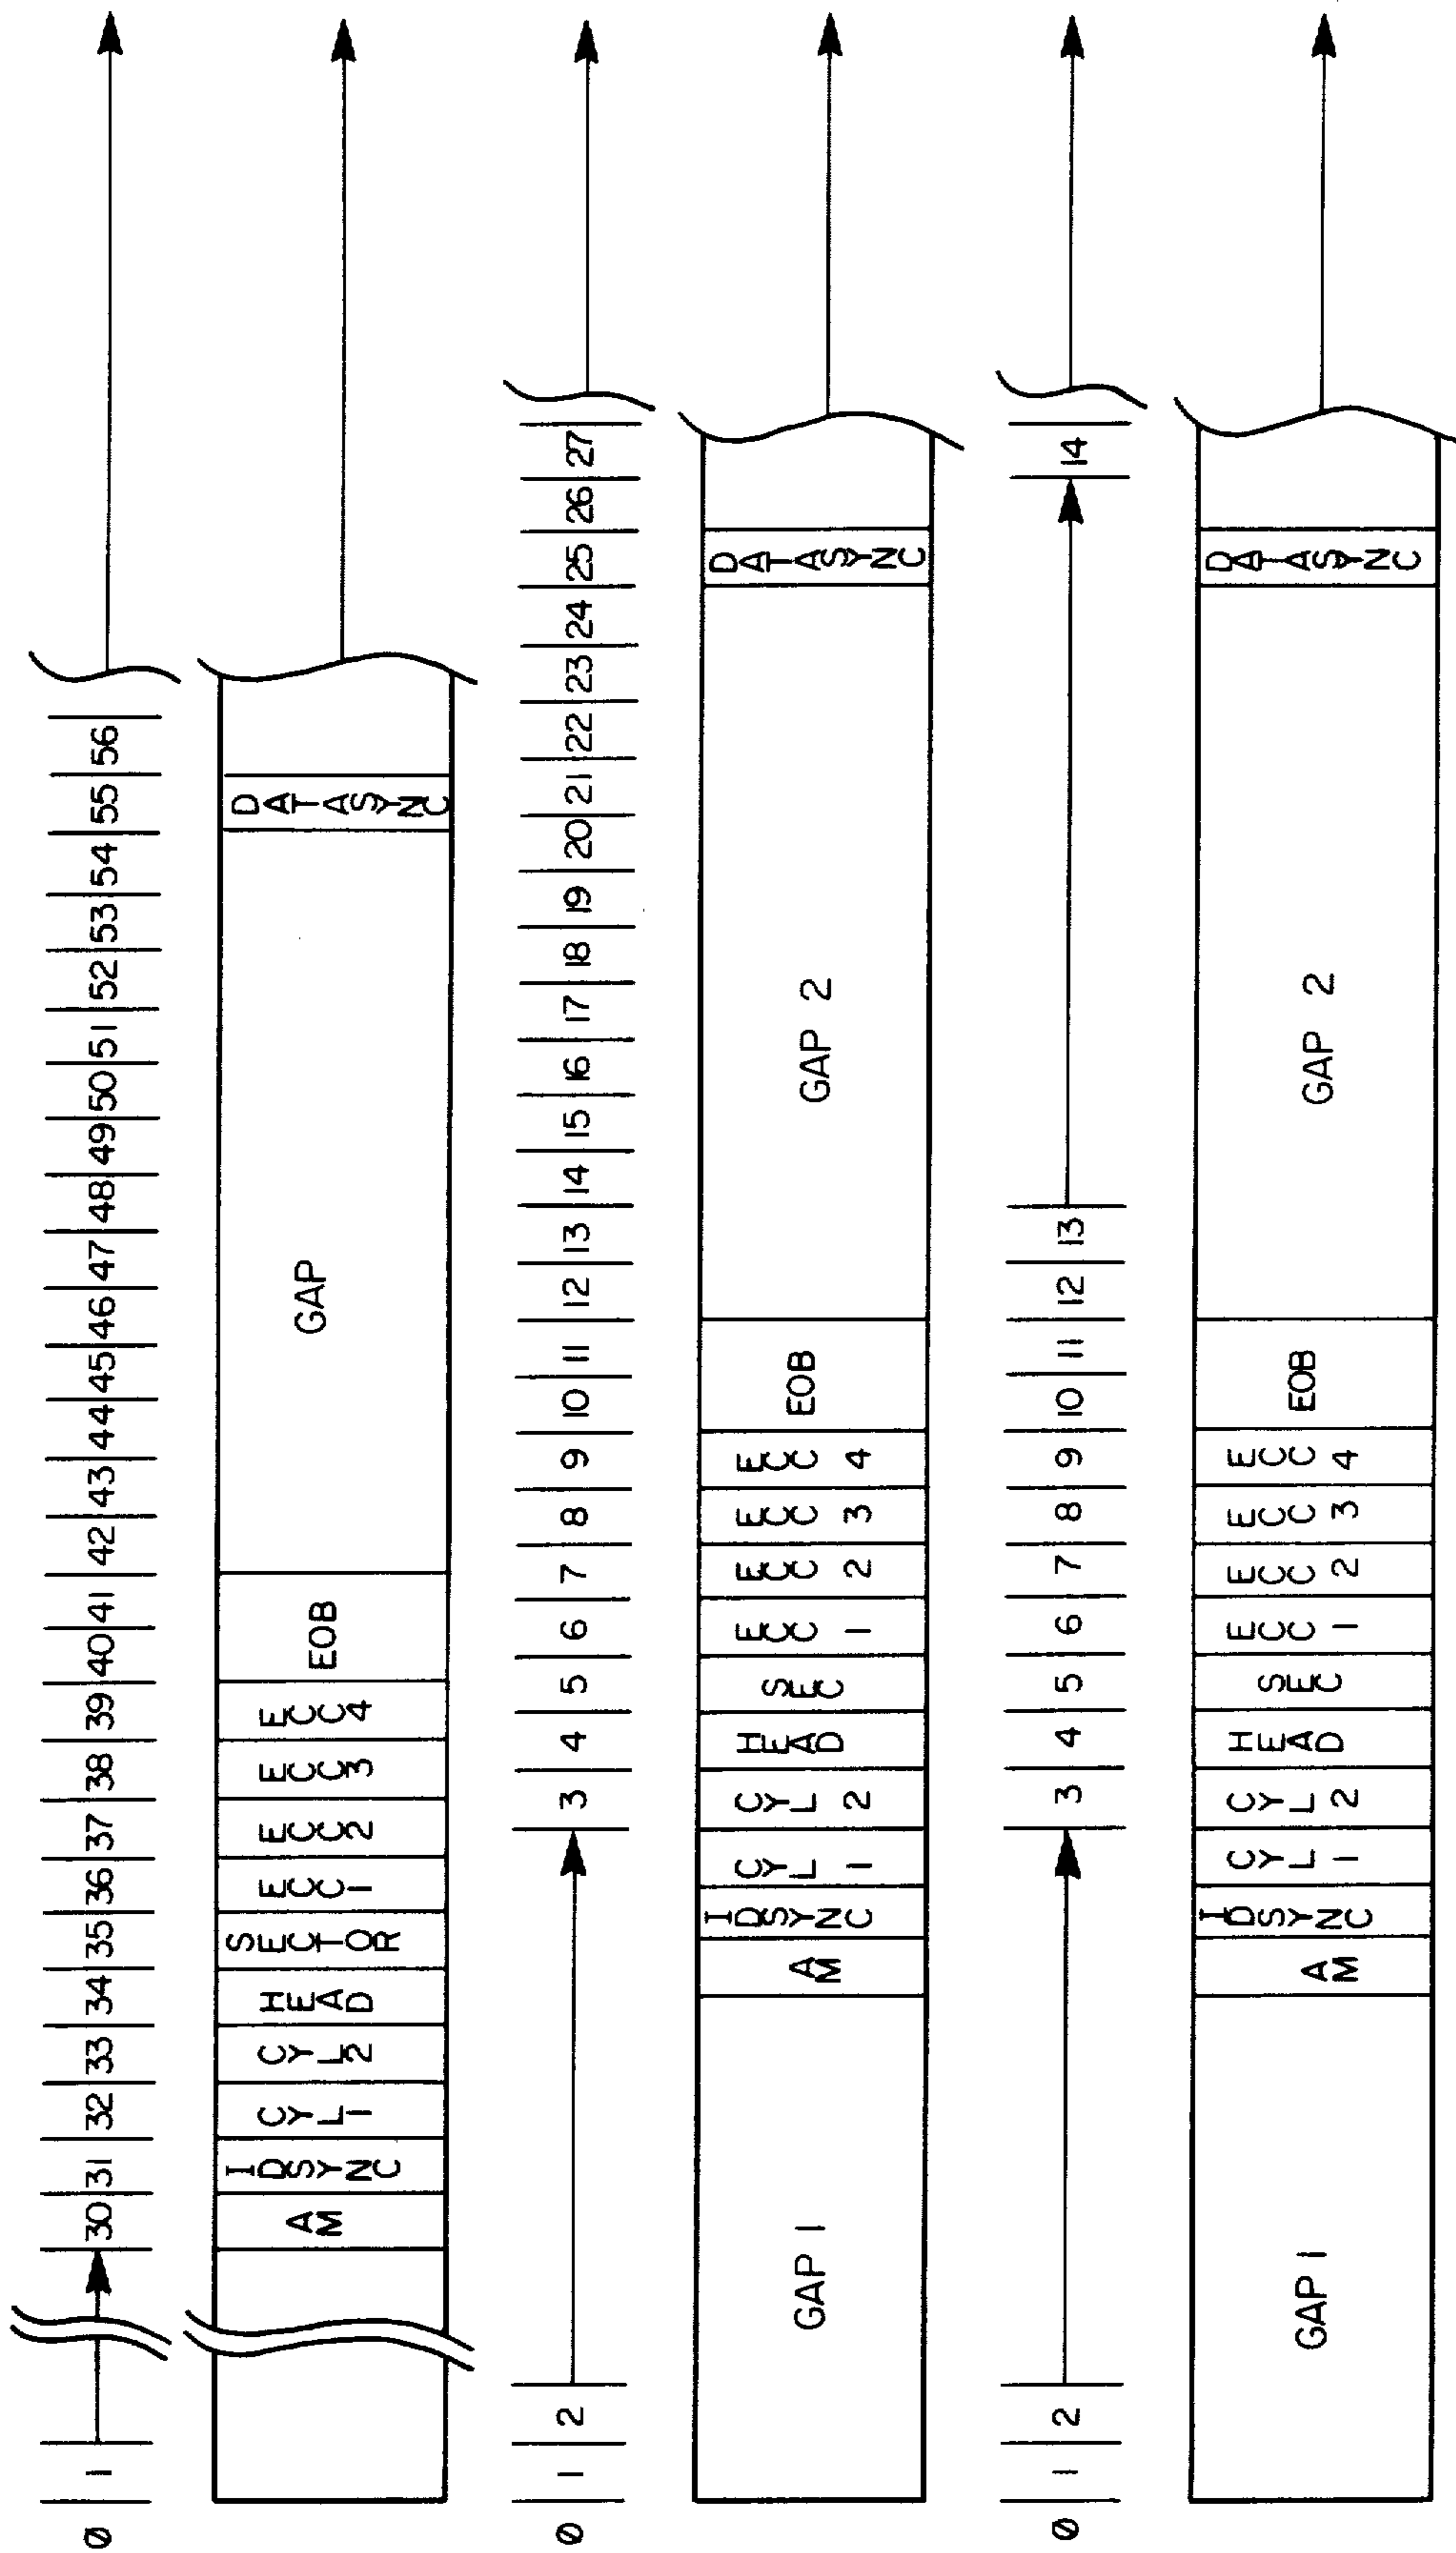 Ø 1 30 31 32 33 34 35 36 37 38 39 40 41 42 43 44 45 46 47 48 49 50 51 52 53 54 55 56
AM IDSYNC CYL1 CYL2 HEAD SECTOR ECC1 ECC2 ECC3 ECC4 EOB GAP DATASYNC
Ø 1 2 3 4 5 6 7 8 9 10 11 12 13 14 15 16 17 18 19 20 21 22 23 24 25 26 27
GAP 1 AM IDSYNC CYL 1 CYL 2 HEAD SEC ECC 1 ECC 2 ECC 3 ECC 4 EOB GAP 2 DATASYNC
Ø 1 2 3 4 5 6 7 8 9 10 11 12 13 14
GAP 1 AM IDSYNC CYL 1 CYL 2 HEAD SEC ECC 1 ECC 2 ECC 3 ECC 4 EOB GAP 2 DATASYNC